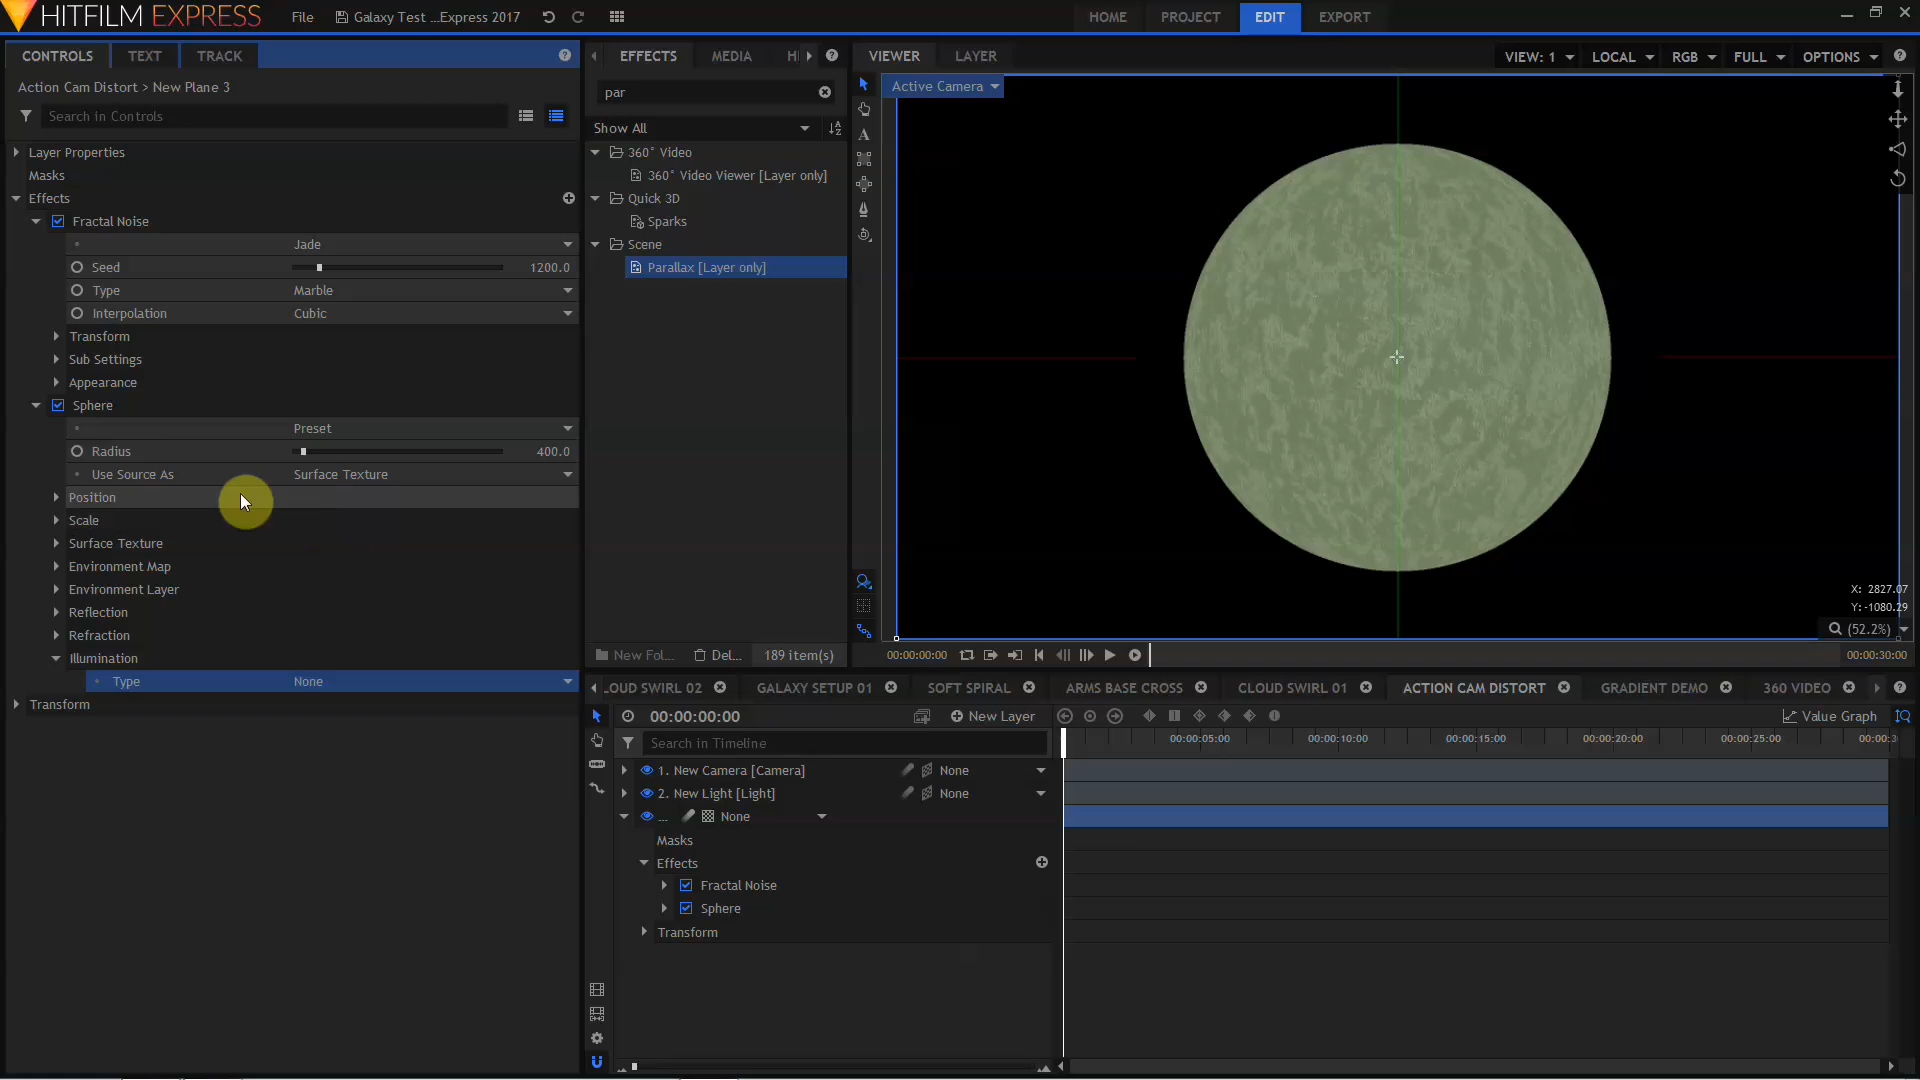 HITFILM EXPRESS
File
Galaxy Test ...Express 2017
HOME
PROJECT
EDIT
EXPORT
CONTROLS
TEXT
TRACK
Action Cam Distort > New Plane 3
Search in Controls
Layer Properties
Masks
Effects
Fractal Noise
Jade
Seed 1200.0
Type Marble
Interpolation Cubic
Transform
Sub Settings
Appearance
Sphere
Preset
Radius 400.0
Use Source As Surface Texture
Position
Scale
Surface Texture
Environment Map
Environment Layer
Reflection
Refraction
Illumination
Type None
Transform
EFFECTS
MEDIA
H
par
Show All
360° Video
360° Video Viewer [Layer only]
Quick 3D
Sparks
Scene
Parallax [Layer only]
New Fol...
Del...
189 item(s)
VIEWER
LAYER
VIEW: 1
LOCAL
RGB
FULL
OPTIONS
Active Camera
A
X: 2827.07
Y: -1080.29
(52.2%)
00:00:00:00
00:00:30:00
LOUD SWIRL 02
GALAXY SETUP 01
SOFT SPIRAL
ARMS BASE CROSS
CLOUD SWIRL 01
ACTION CAM DISTORT
GRADIENT DEMO
360 VIDEO
00:00:00:00
New Layer
Value Graph
Search in Timeline
00:00:05:00
00:00:10:00
00:00:15:00
00:00:20:00
00:00:25:00
00:00:3
1. New Camera [Camera] None
2. New Light [Light] None
... None
Masks
Effects
Fractal Noise
Sphere
Transform